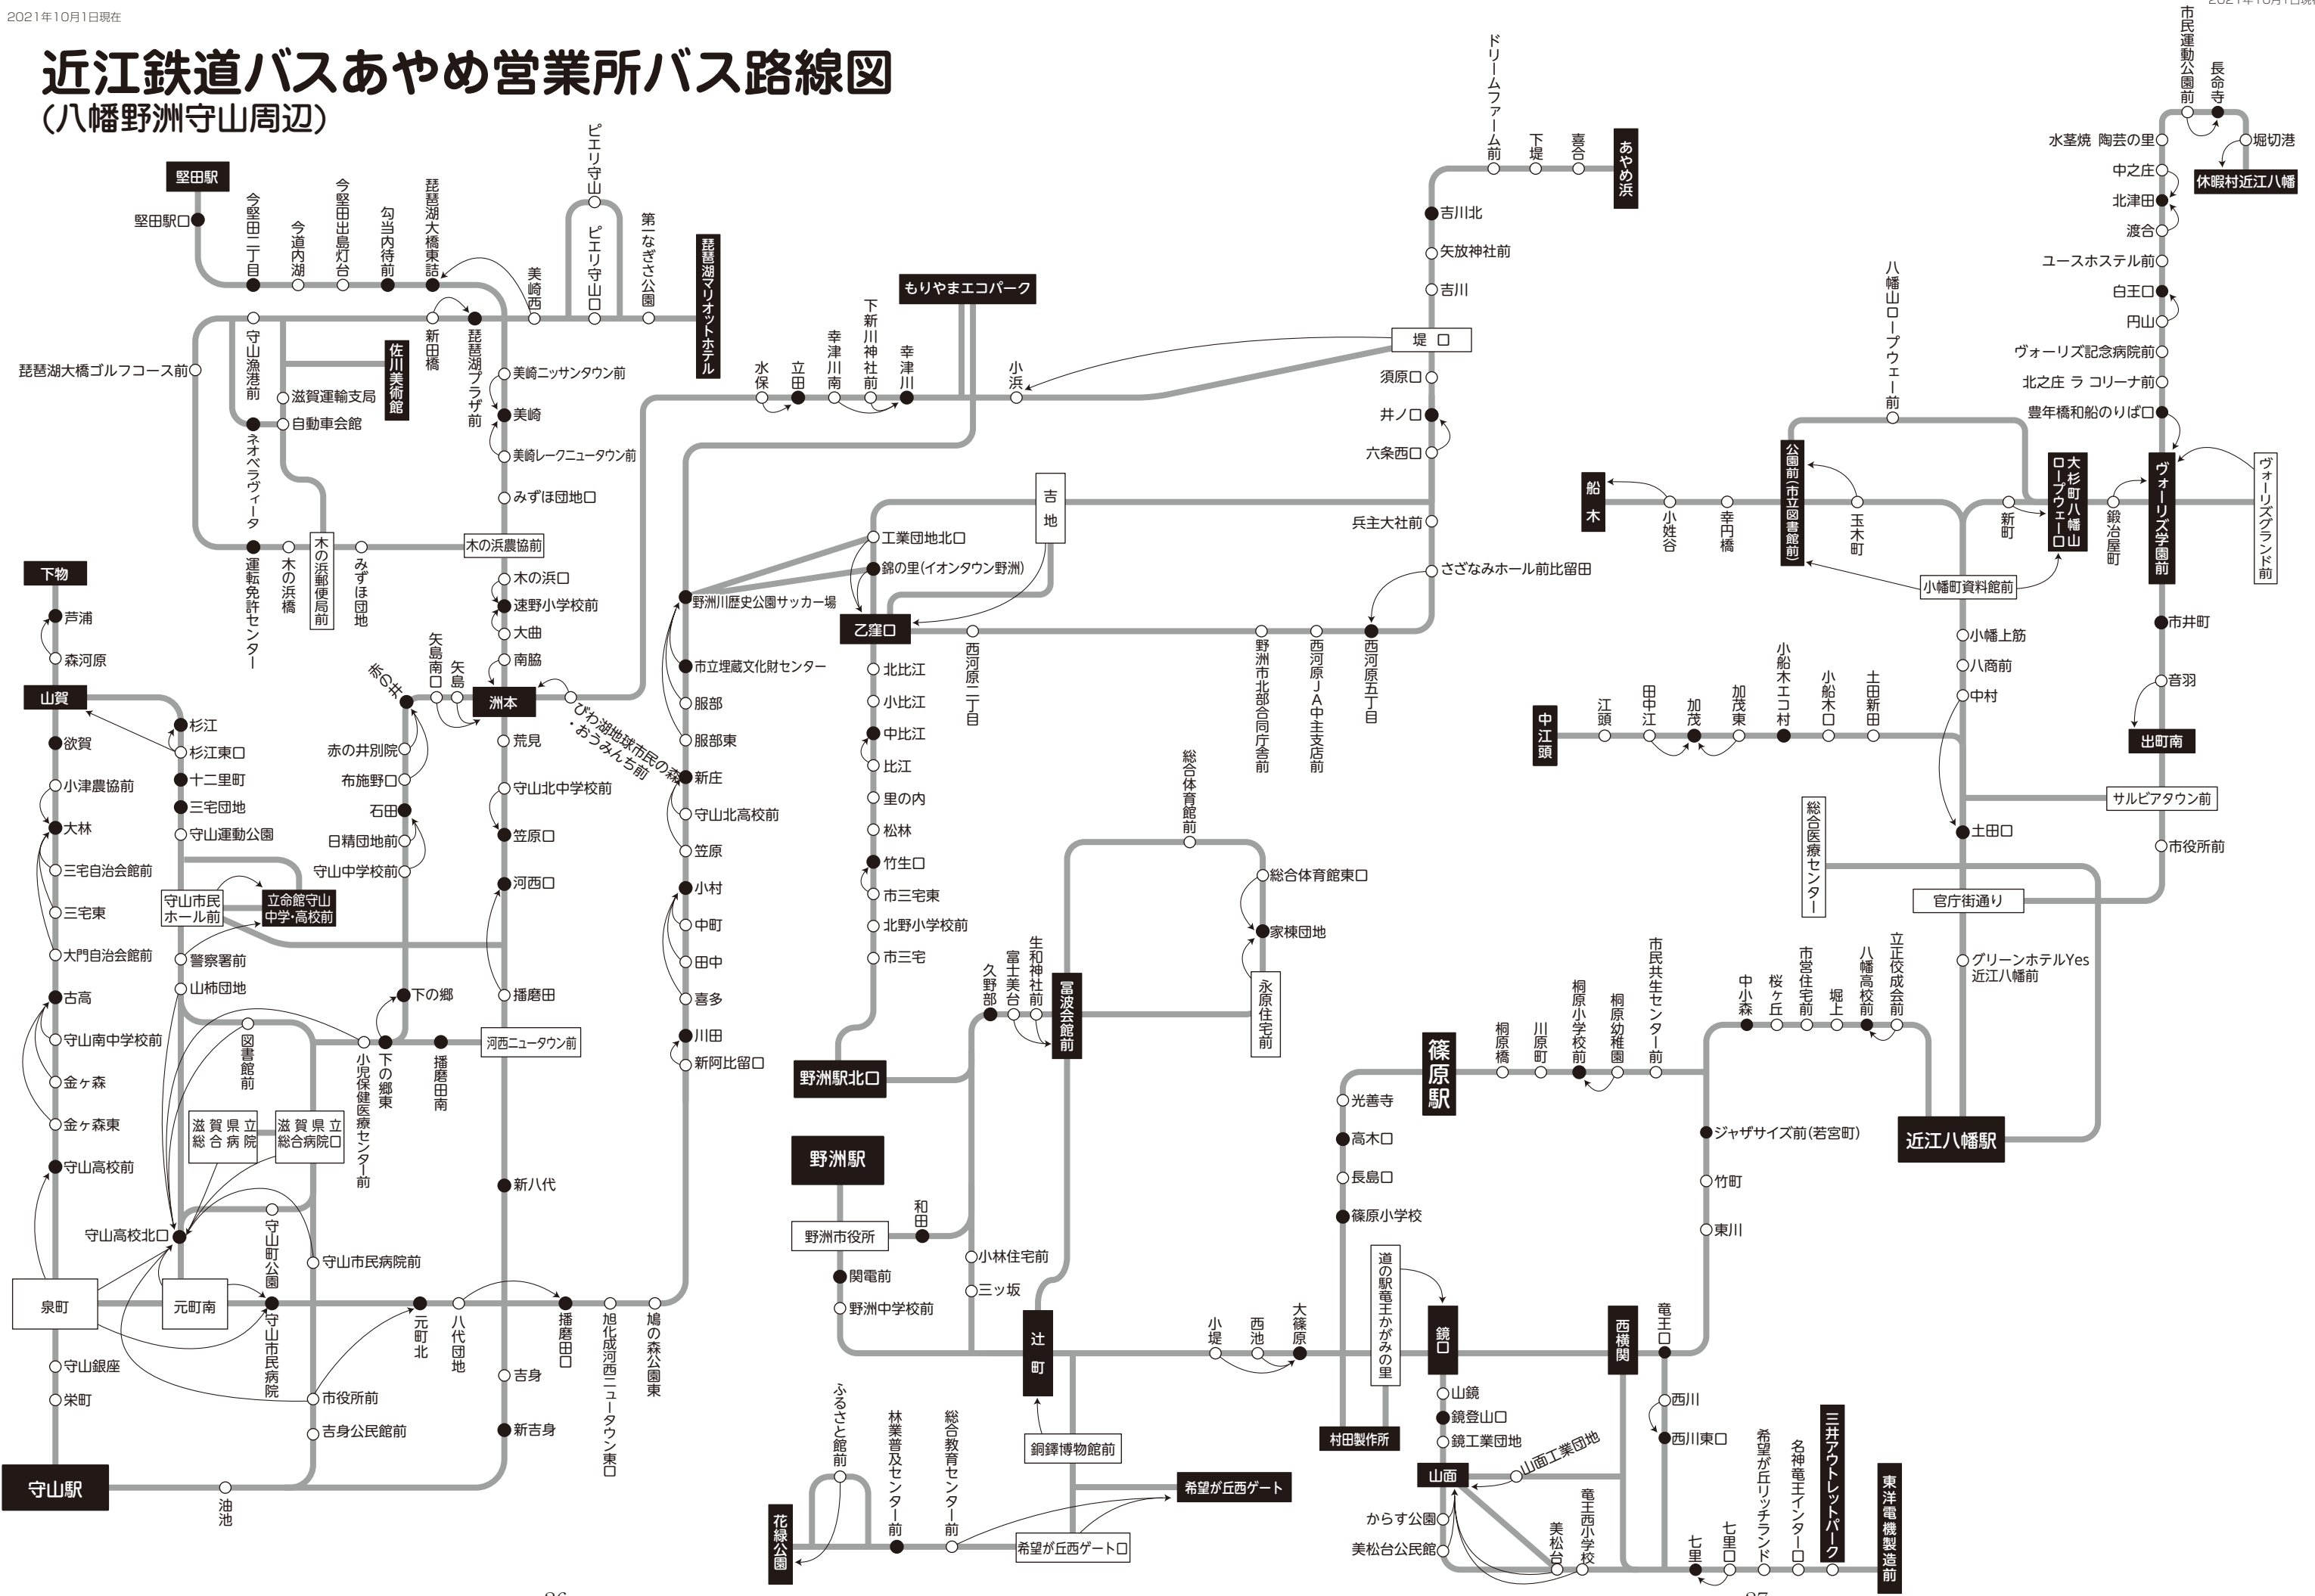 2021年10月1日現在
近江鉄道バスあやめ営業所バス路線図
(八幡野洲守山周辺)
堅田駅
堅田駅口
今堅田二丁目
今道内湖
今堅田出島灯台
勾当内待前
琵琶湖大橋東詰
美崎西
ピエリ守山
ピエリ守山口
第一なぎさ公園
琵琶湖マリオットホテル
琵琶湖大橋ゴルフコース前
守山漁港前
佐川美術館
新田橋
琵琶湖プラザ前
滋賀運輸支局
自動車会館
ネオベラヴィータ
美崎ニッサンタウン前
美崎
美崎レークニュータウン前
みずほ団地口
運転免許センター
木の浜橋
木の浜郵便局前
みずほ団地
木の浜農協前
木の浜口
速野小学校前
大曲
南脇
洲本
びわ湖地球市民の森
・おうみんち前
矢島
矢島南口
赤の井
赤の井別院
布施野口
石田
日精団地前
守山中学校前
下の郷
荒見
守山北中学校前
笠原口
河西口
播磨田
河西ニュータウン前
播磨田南
下の郷東
小児保健医療センター前
新八代
吉身
新吉身
下物
芦浦
森河原
山賀
欲賀
小津農協前
大林
三宅自治会館前
三宅東
大門自治会館前
古高
守山南中学校前
金ヶ森
金ヶ森東
守山高校前
泉町
守山銀座
栄町
守山駅
油池
杉江
杉江東口
十二里町
三宅団地
守山運動公園
守山市民
ホール前
立命館守山
中学・高校前
警察署前
山柿団地
図書館前
滋賀県立
総合病院
滋賀県立
総合病院口
守山高校北口
守山町公園
守山市民病院前
元町南
守山市民病院
市役所前
吉身公民館前
元町北
八代団地
播磨田口
旭化成河西ニュータウン東口
鳩の森公園東
もりやまエコパーク
水保
立田
幸津川南
下新川神社前
幸津川
小浜
野洲川歴史公園サッカー場
市立埋蔵文化財センター
服部
服部東
新庄
守山北高校前
笠原
小村
中町
田中
喜多
川田
新阿比留口
あやめ浜
喜合
下堤
ドリームファーム前
吉川北
矢放神社前
吉川
堤口
須原口
井ノ口
六条西口
兵主大社前
さざなみホール前比留田
西河原五丁目
西河原JA中主支店前
野洲市北部合同庁舎前
西河原二丁目
吉地
工業団地北口
錦の里(イオンタウン野洲)
乙窪口
北比江
小比江
中比江
比江
里の内
松林
竹生口
市三宅東
北野小学校前
市三宅
野洲駅北口
久野部
富士美台
生和神社前
冨波会館前
総合体育館前
総合体育館東口
家棟団地
永原住宅前
野洲駅
野洲市役所
和田
関電前
野洲中学校前
小林住宅前
三ッ坂
辻町
銅鐸博物館前
希望が丘西ゲート
希望が丘西ゲート口
総合教育センター前
林業普及センター前
ふるさと館前
花緑公園
小堤
西池
大篠原
道の駅竜王かがみの里
村田製作所
篠原駅
光善寺
高木口
長島口
篠原小学校
桐原橋
川原町
桐原小学校前
桐原幼稚園
市民共生センター前
中小森
桜ヶ丘
市営住宅前
堀上
八幡高校前
立正佼成会前
近江八幡駅
ジャザサイズ前(若宮町)
竹町
東川
鏡口
山鏡
鏡登山口
鏡工業団地
山面
山面工業団地
からす公園
美松台公民館
美松台
竜王西小学校
西横関
竜王口
西川
西川東口
七里
七里口
希望が丘リッチランド
名神竜王インター口
三井アウトレットパーク
東洋電機製造前
市民運動公園前
長命寺
堀切港
休暇村近江八幡
水茎焼 陶芸の里
中之庄
北津田
渡合
ユースホステル前
白王口
円山
ヴォーリズ記念病院前
北之庄 ラ コリーナ前
豊年橋和船のりば口
ヴォーリズ学園前
ヴォーリズグランド前
鍛冶屋町
大杉町八幡山
ロープウェー口
新町
八幡山ロープウェー前
公園前(市立図書館前)
玉木町
幸円橋
小姓谷
船木
小幡町資料館前
小幡上筋
八商前
中村
土田口
市井町
音羽
出町南
サルビアタウン前
市役所前
官庁街通り
グリーンホテルYes
近江八幡前
総合医療センター
中江頭
江頭
田中江
加茂
加茂東
小船木エコ村
小船木口
土田新田